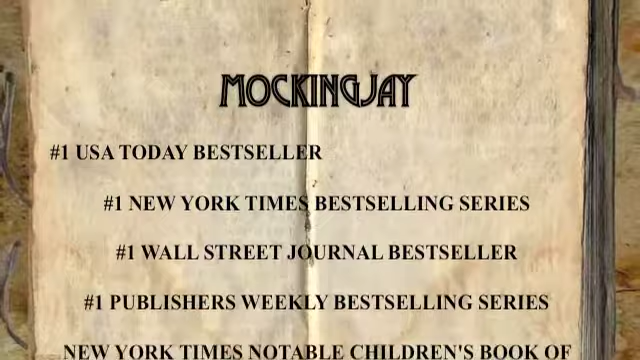 MOCKINGJAY
#1 USA TODAY BESTSELLER
#1 NEW YORK TIMES BESTSELLING SERIES
#1 WALL STREET JOURNAL BESTSELLER
#1 PUBLISHERS WEEKLY BESTSELLING SERIES
NEW YORK TIMES NOTABLE CHILDREN'S BOOK OF